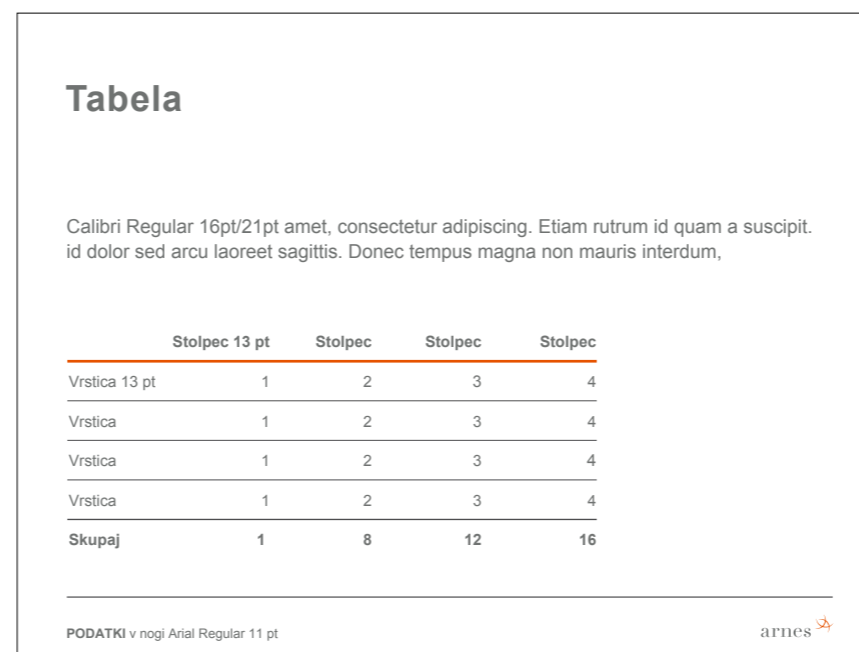 Tabela
Calibri Regular 16pt/21pt amet, consectetur adipiscing. Etiam rutrum id quam a suscipit.
id dolor sed arcu laoreet sagittis. Donec tempus magna non mauris interdum,
Stolpec 13 pt Stolpec Stolpec Stolpec
Vrstica 13 pt 1 2 3 4
Vrstica 1 2 3 4
Vrstica 1 2 3 4
Vrstica 1 2 3 4
Skupaj 1 8 12 16
PODATKI v nogi Arial Regular 11 pt
arnes